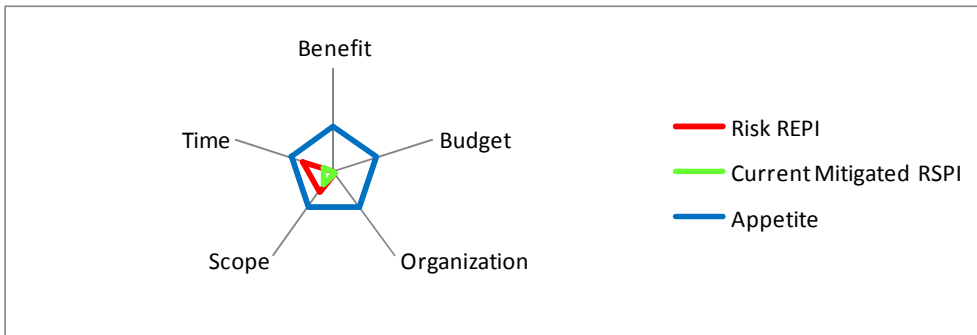 Benefit
Time
Budget
Scope
Organization
Risk REPI
Current Mitigated RSPI
Appetite